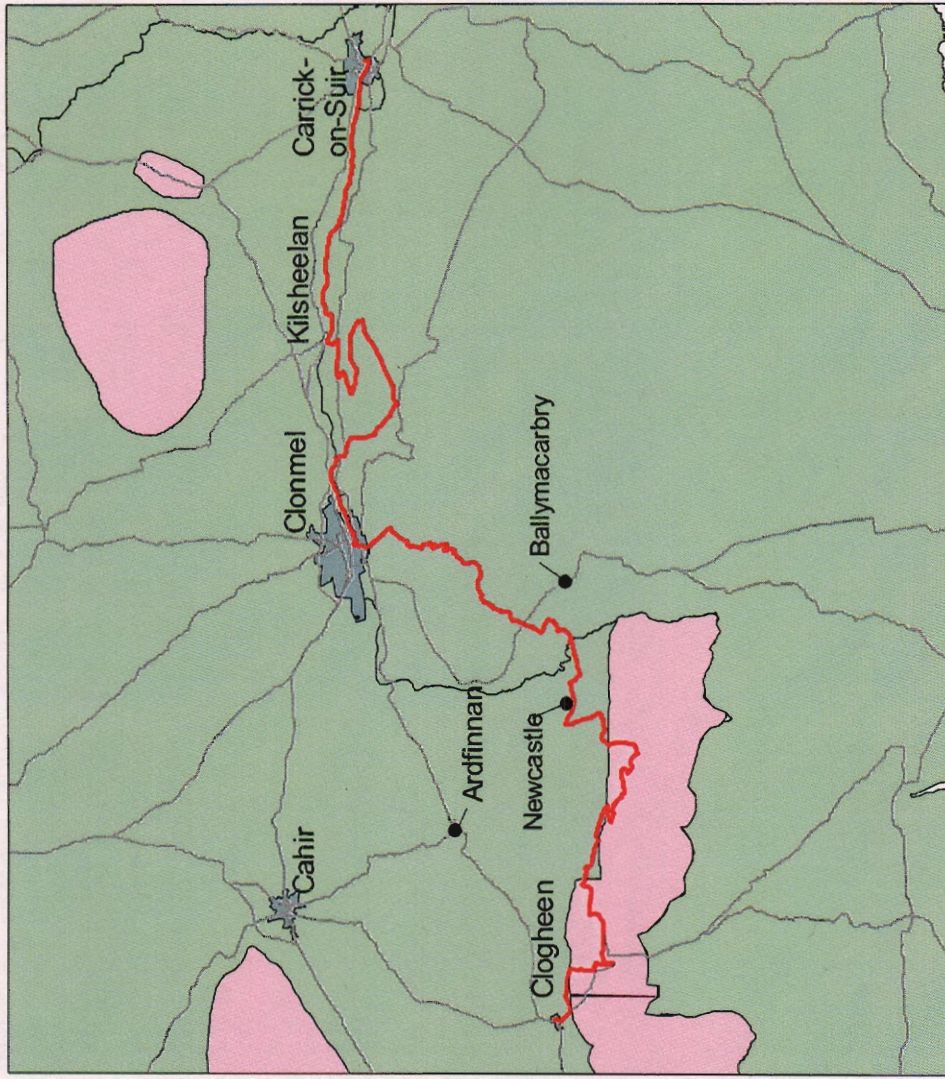 Carrick-
on-Suir
Kilsheelan
Clonmel
Ballymacarbry
Ardfinnan
Newcastle
Cahir
Clogheen